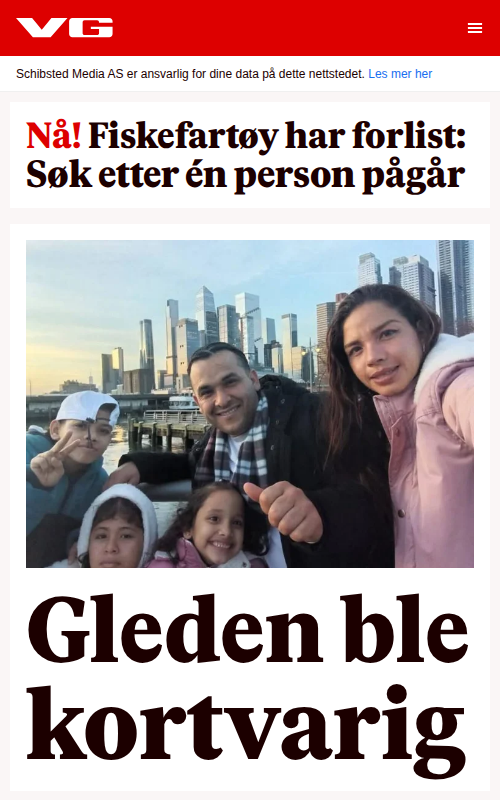 VG
Schibsted Media AS er ansvarlig for dine data på dette nettstedet. Les mer her
Nå! Fiskefartøy har forlist:
Søk etter én person pågår
Gleden ble
kortvarig